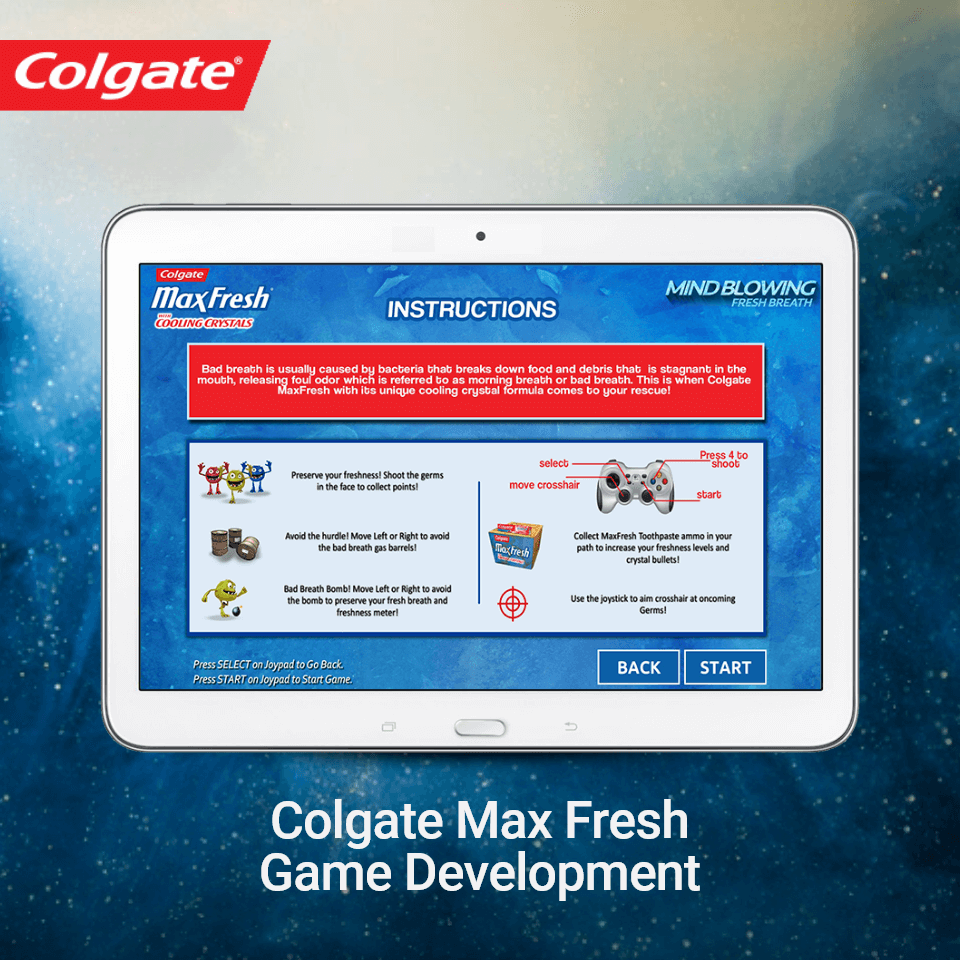 Colgate®
Colgate
MaxFresh
WITH
COOLING CRYSTALS
INSTRUCTIONS
MIND BLOWING
FRESH BREATH
Bad breath is usually caused by bacteria that breaks down food and debris that is stagnant in the
mouth, releasing foul odor which is referred to as morning breath or bad breath. This is when Colgate
MaxFresh with its unique cooling crystal formula comes to your rescue!
Preserve your freshness! Shoot the germs
in the face to collect points!
Avoid the hurdle! Move Left or Right to avoid
the bad breath gas barrels!
Bad Breath Bomb! Move Left or Right to avoid
the bomb to preserve your fresh breath and
freshness meter!
select
move crosshair
Press 4 to
shoot
start
Colgate
MaxFresh
Collect MaxFresh Toothpaste ammo in your
path to increase your freshness levels and
crystal bullets!
Use the joystick to aim crosshair at oncoming
Germs!
Press SELECT on Joypad to Go Back.
Press START on Joypad to Start Game.
BACK
START
Colgate Max Fresh
Game Development